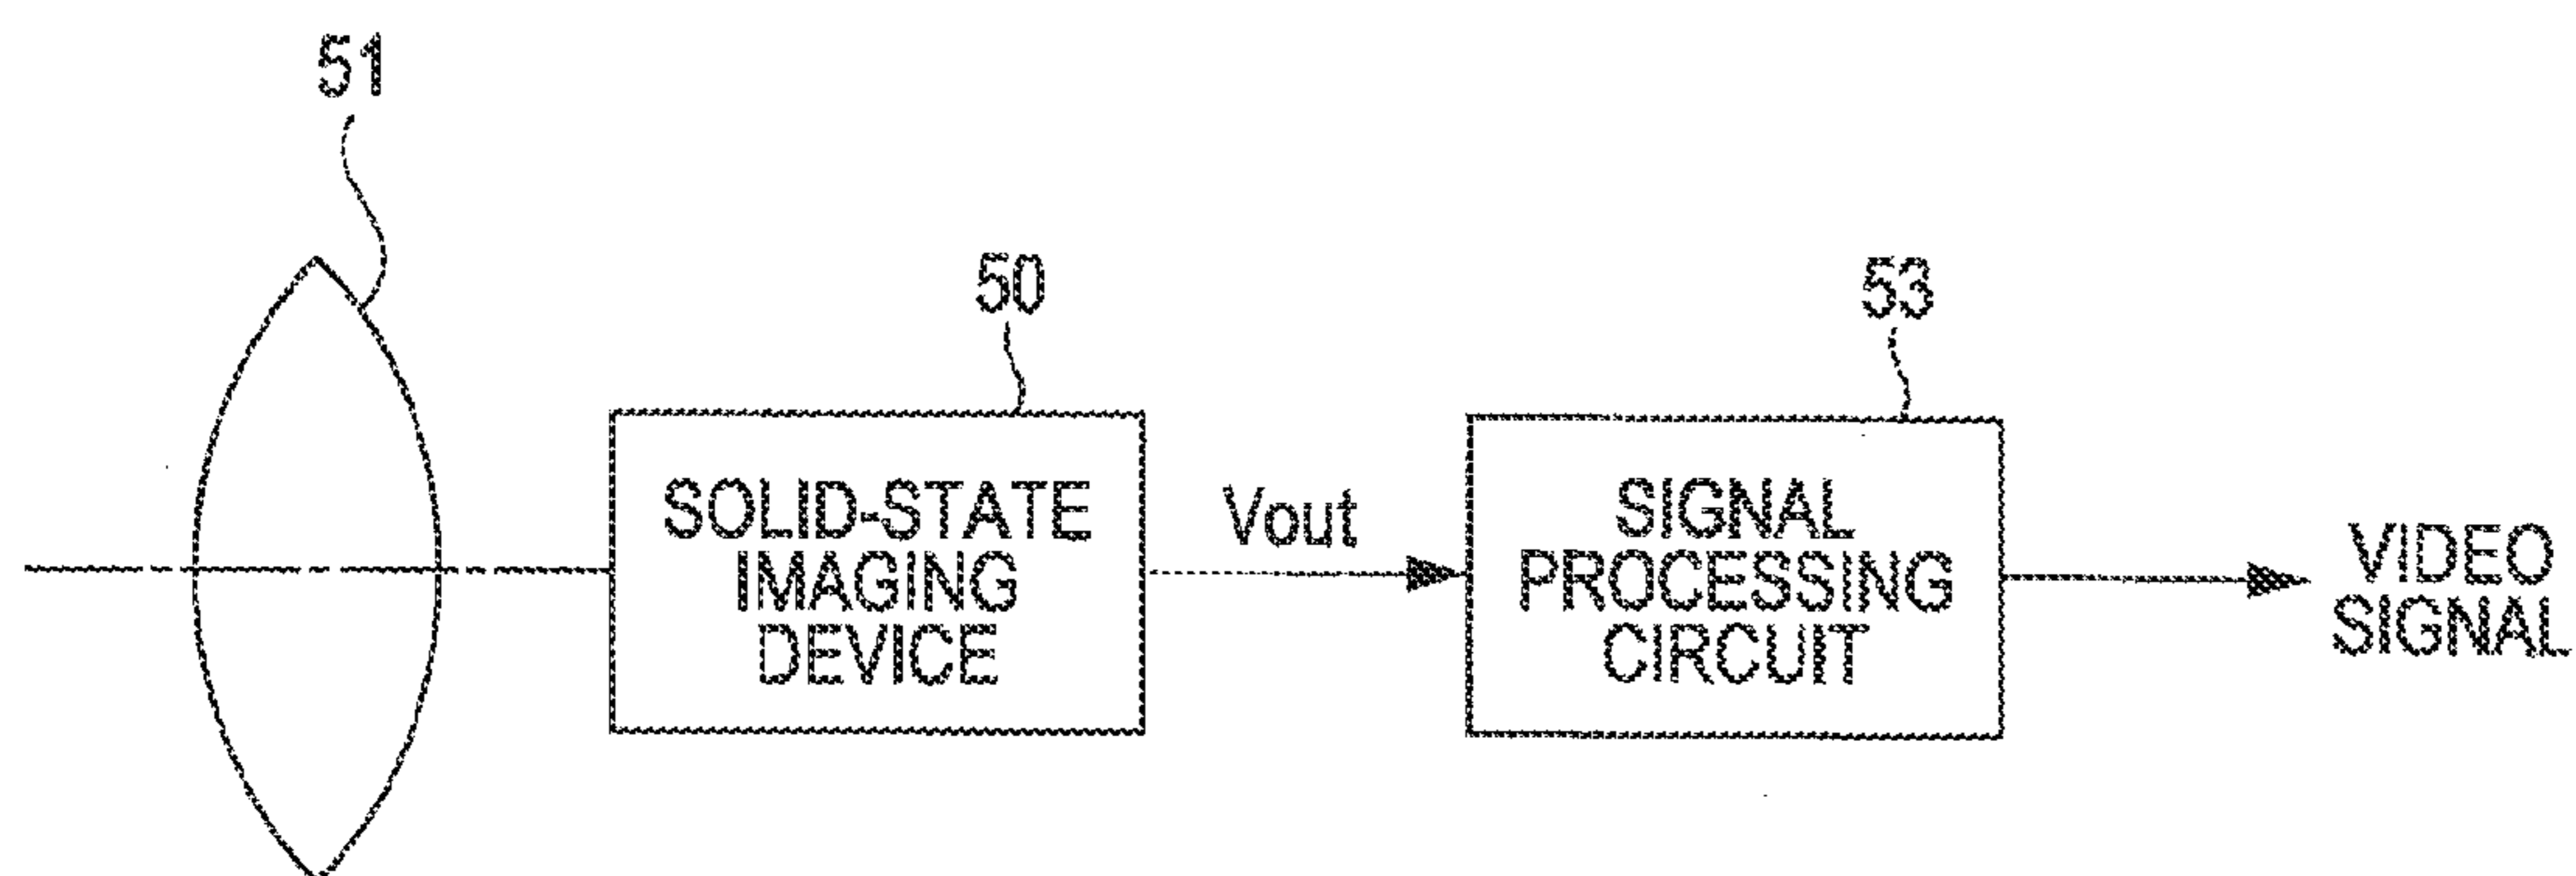 51
50
53
SOLID-STATE
IMAGING
DEVICE
Vout
SIGNAL
PROCESSING
CIRCUIT
VIDEO
SIGNAL